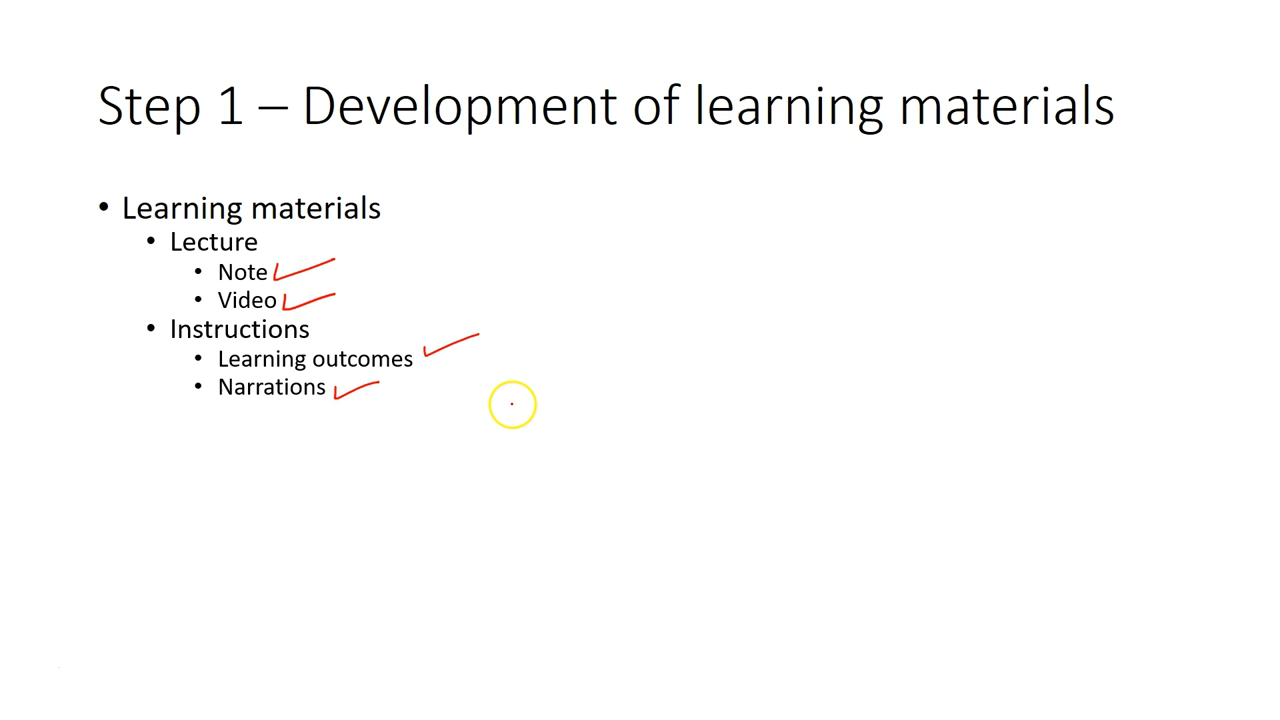 Step 1 – Development of learning materials
• Learning materials
• Lecture
• Note
• Video
• Instructions
• Learning outcomes
• Narrations